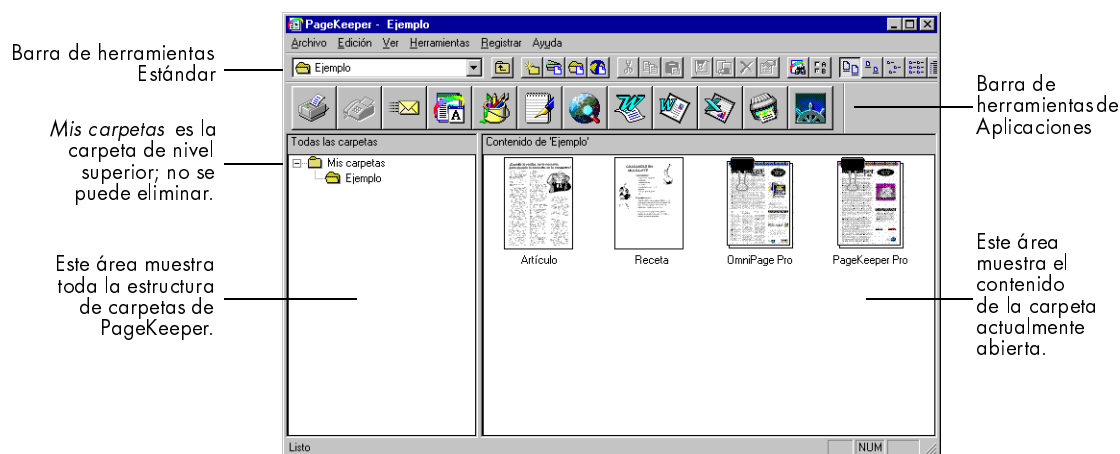 PageKeeper - Ejemplo
Archivo Edición Ver Herramientas Registrar Ayuda
Ejemplo
Barra de herramientas
Estándar
Barra de
herramientas de
Aplicaciones
Mis carpetas es la
carpeta de nivel
superior; no se
puede eliminar.
Todas las carpetas
Contenido de 'Ejemplo'
Mis carpetas
Ejemplo
Artículo
Receta
OmniPage Pro
PageKeeper Pro
Este área muestra
toda la estructura
de carpetas de
PageKeeper.
Este área
muestra el
contenido
de la carpeta
actualmente
abierta.
Listo
NUM